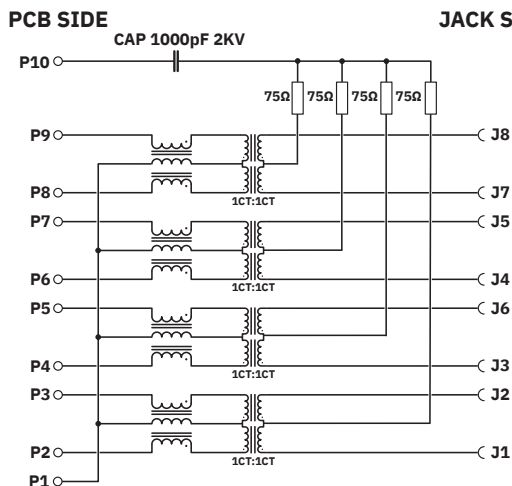 PCB SIDE JACK S
CAP 1000pF 2KV
P10
75Ω 75Ω 75Ω 75Ω
P9 J8
P8 J7
1CT:1CT
P7 J5
P6 J4
1CT:1CT
P5 J6
P4 J3
1CT:1CT
P3 J2
P2 J1
1CT:1CT
P1